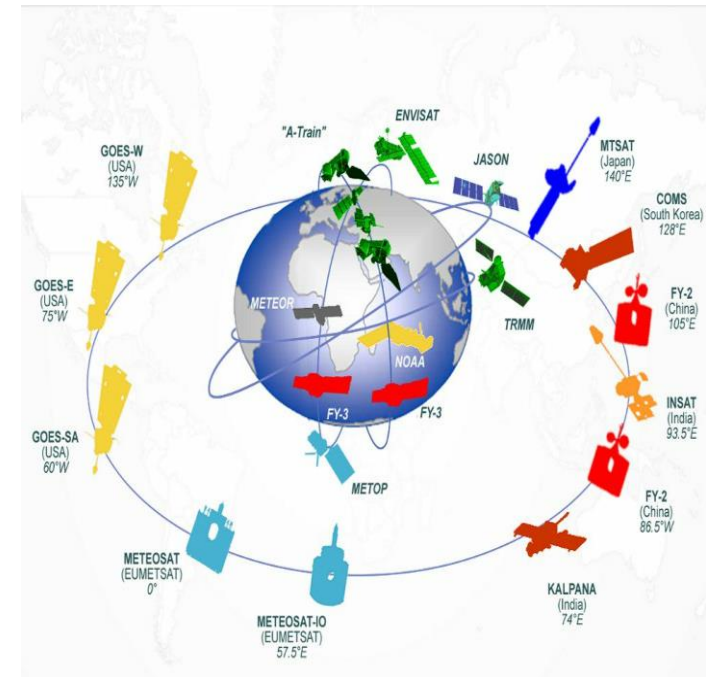 ENVISAT
"A-Train"
MTSAT
(Japan)
140°E
GOES-W
(USA)
135°W
JASON
COMS
(South Korea)
128°E
GOES-E
(USA)
75°W
FY-2
(China)
105°E
METEOR
TRMM
NOAA
INSAT
(India)
93.5°E
FY-3
FY-3
GOES-SA
(USA)
60°W
METOP
FY-2
(China)
86.5°W
METEOSAT
(EUMETSAT)
0°
KALPANA
(India)
74°E
METEOSAT-IO
(EUMETSAT)
57.5°E